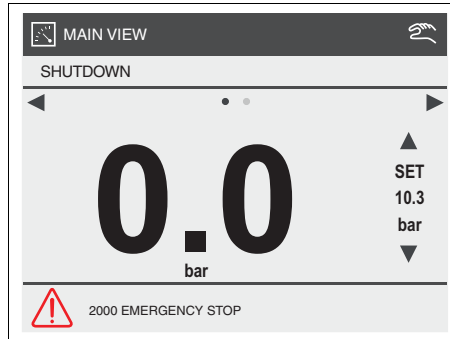 MAIN VIEW
SHUTDOWN
0.0
bar
SET
10.3
bar
2000 EMERGENCY STOP